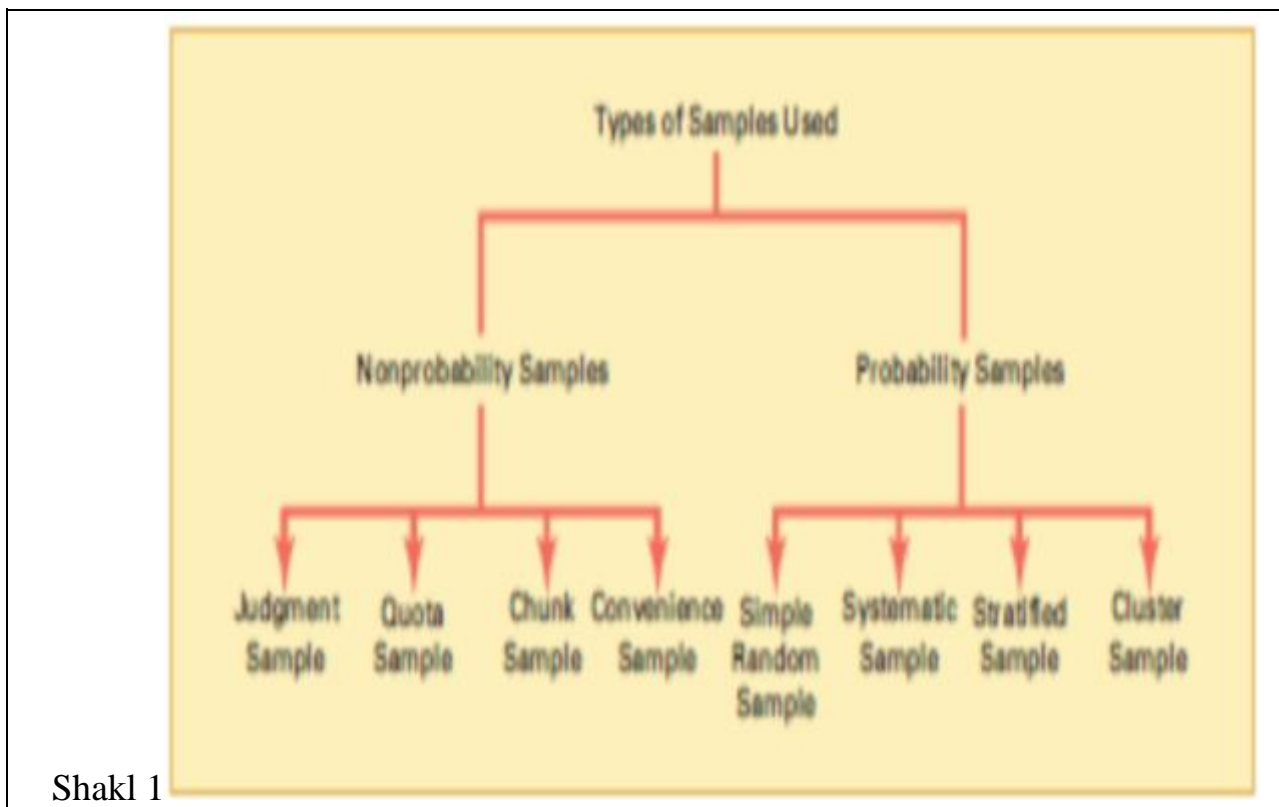 Types of Samples Used
Nonprobability Samples
Probability Samples
Judgment
Sample
Quota
Sample
Chunk
Sample
Convenience
Sample
Simple
Random
Sample
Systematic
Sample
Stratified
Sample
Cluster
Sample
Shakl 1